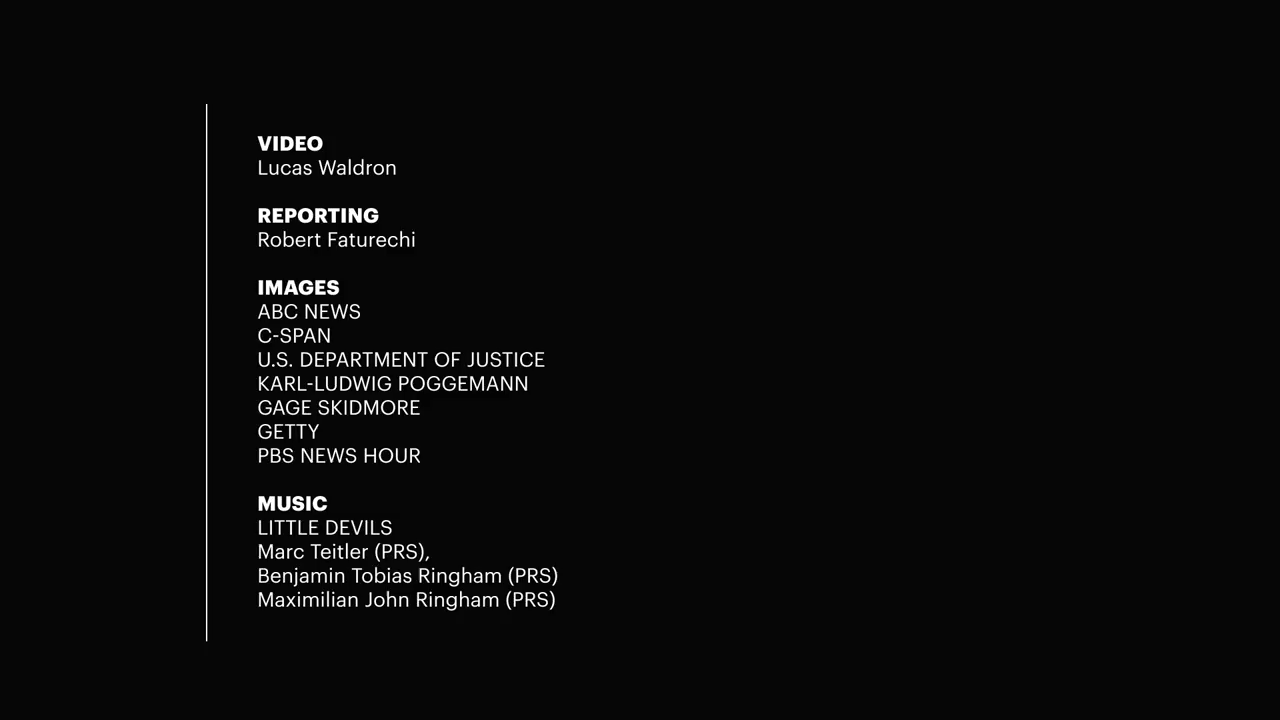 VIDEO
Lucas Waldron
REPORTING
Robert Faturechi
IMAGES
ABC NEWS
C-SPAN
U.S. DEPARTMENT OF JUSTICE
KARL-LUDWIG POGGEMANN
GAGE SKIDMORE
GETTY
PBS NEWS HOUR
MUSIC
LITTLE DEVILS
Marc Teitler (PRS),
Benjamin Tobias Ringham (PRS)
Maximilian John Ringham (PRS)